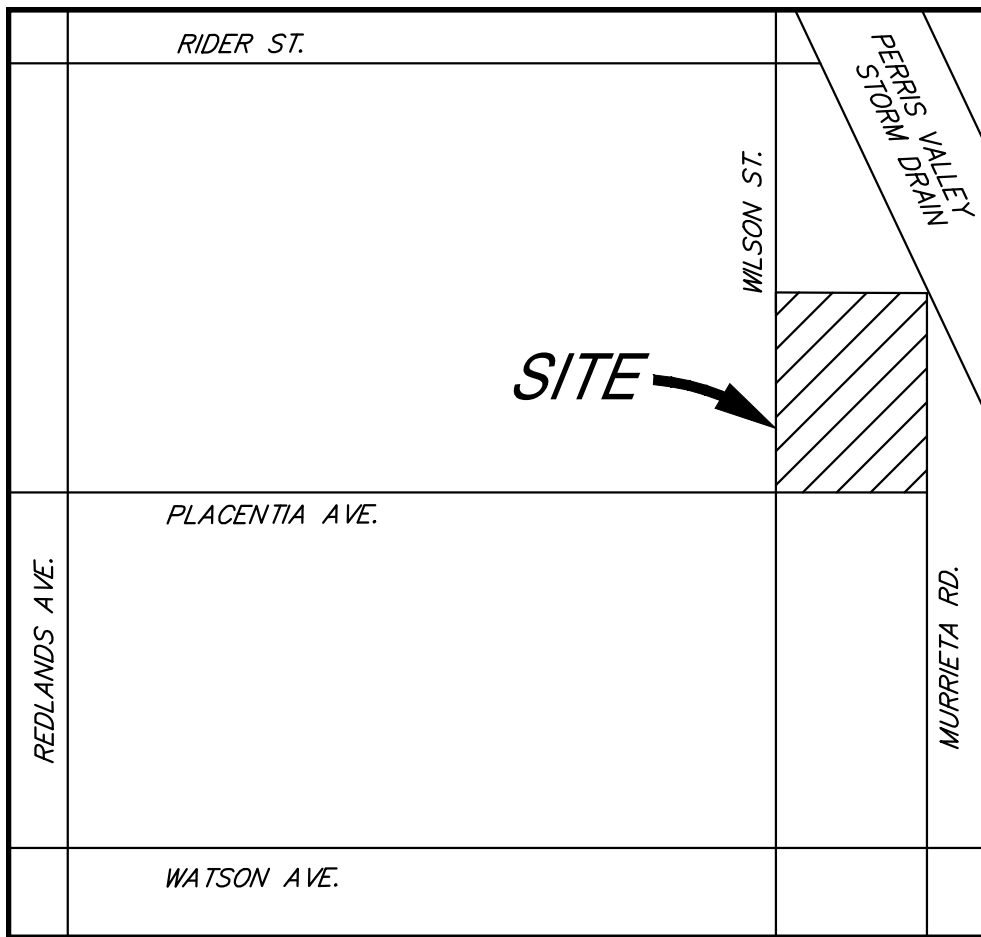 RIDER ST.
PERRIS VALLEY
STORM DRAIN
WILSON ST.
SITE
PLACENTIA AVE.
REDLANDS AVE.
MURRIETA RD.
WATSON AVE.